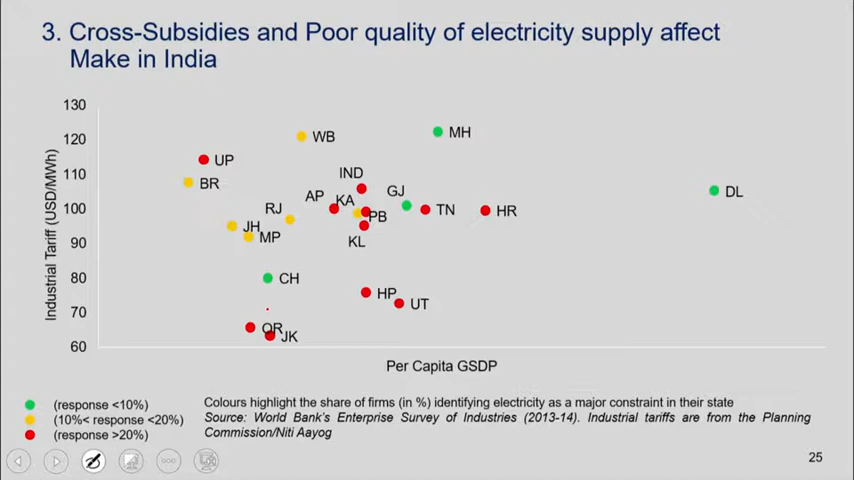 3. Cross-Subsidies and Poor quality of electricity supply affect
Make in India
130
120
110
100
90
80
70
60
Industrial Tariff (USD/MWh)
WB
MH
UP
IND
BR
GJ
DL
AP
KA
RJ
PB
TN
HR
JH
MP
KL
CH
HP
UT
OR
JK
Per Capita GSDP
(response <10%)
(10%< response <20%)
(response >20%)
Colours highlight the share of firms (in %) identifying electricity as a major constraint in their state
Source: World Bank's Enterprise Survey of Industries (2013-14). Industrial tariffs are from the Planning
Commission/Niti Aayog
25